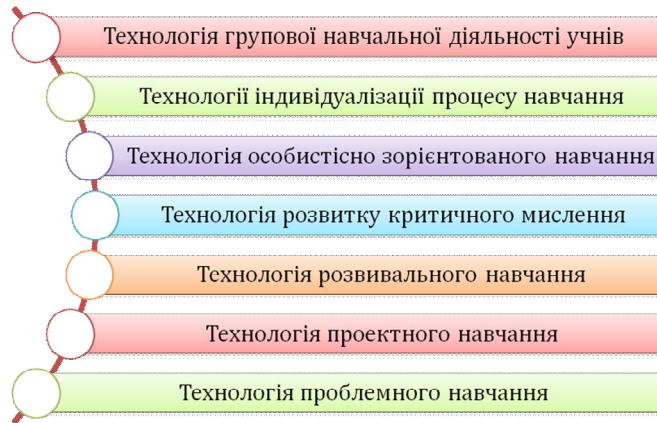 Технологія групової навчальної діяльності учнів
Технології індивідуалізації процесу навчання
Технологія особистісно зорієнтованого навчання
Технологія розвитку критичного мислення
Технологія розвивального навчання
Технологія проектного навчання
Технологія проблемного навчання